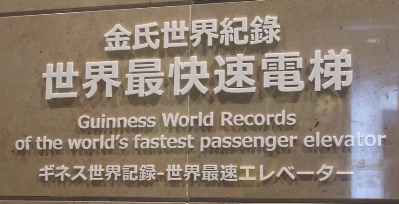 金氏世界紀錄
世界最快速電梯
Guinness World Records
of the world's fastest passenger elevator
ギネス世界記録-世界最速エレベーター